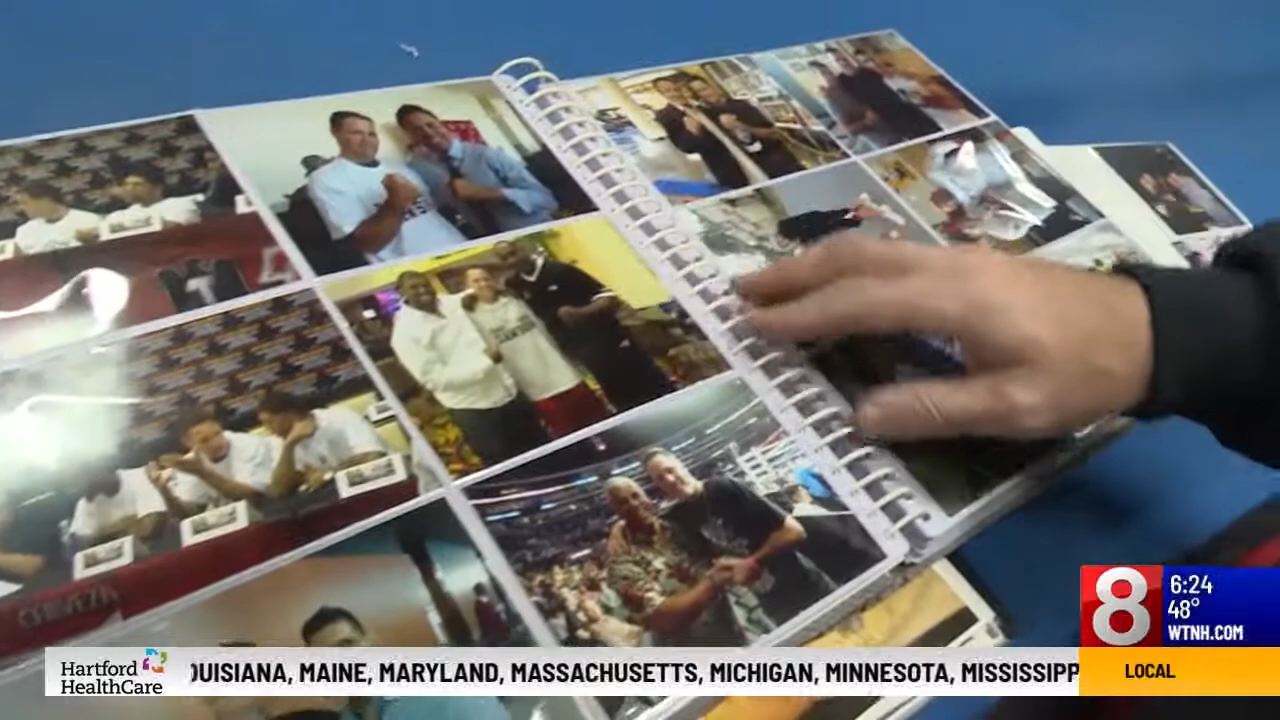 8
6:24
48°
WTNH.COM
Hartford
HealthCare
OUISIANA, MAINE, MARYLAND, MASSACHUSETTS, MICHIGAN, MINNESOTA, MISSISSIPP
LOCAL